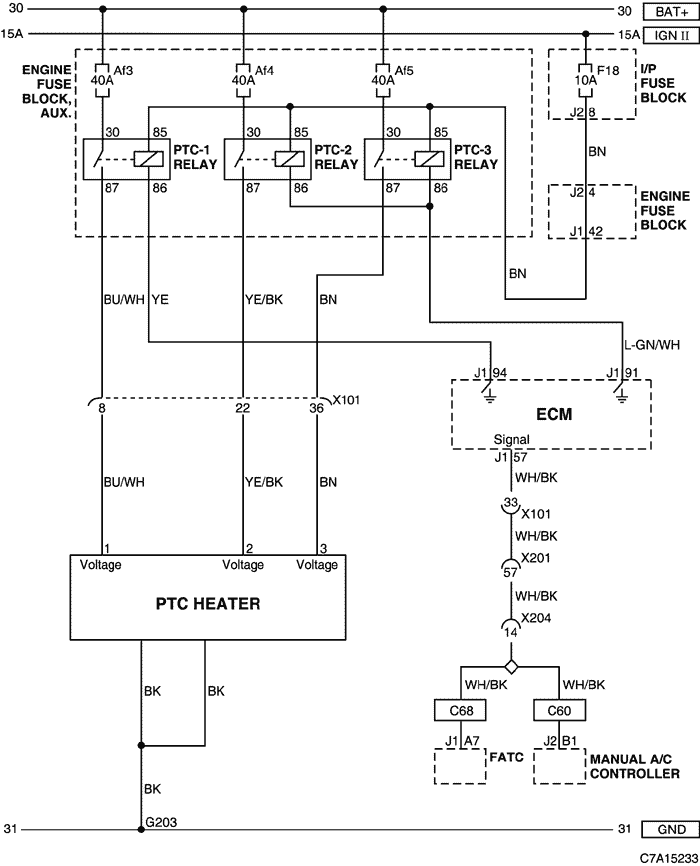 30 30 BAT+
15A 15A IGN II
ENGINE FUSE BLOCK, AUX.
Af3 40A
Af4 40A
Af5 40A
F18 10A
I/P FUSE BLOCK
J2 8
30 85
PTC-1 RELAY
87 86
30 85
PTC-2 RELAY
87 86
30 85
PTC-3 RELAY
87 86
BN
J2 4
ENGINE FUSE BLOCK
J1 42
BN
BU/WH YE YE/BK BN
L-GN/WH
J1 94 J1 91
ECM
Signal
J1 57
8 22 36 X101
WH/BK
33 X101
BU/WH YE/BK BN
WH/BK
X201
57
1 2 3
Voltage Voltage Voltage
PTC HEATER
WH/BK
X204
14
BK BK
WH/BK WH/BK
C68 C60
J1 A7 J2 B1
FATC
MANUAL A/C CONTROLLER
BK
G203
31 31 GND
C7A15233